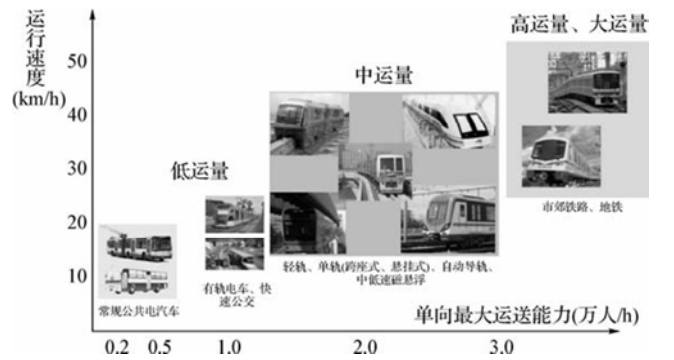 运行速度
(km/h)
50
40
30
20
10
高运量、大运量
市郊铁路、地铁
中运量
轻轨、单轨(跨座式、悬挂式)、自动导轨、
中低速磁悬浮
低运量
有轨电车、快
速公交
常规公共电汽车
单向最大运送能力(万人/h)
0.2 0.5 1.0 2.0 3.0